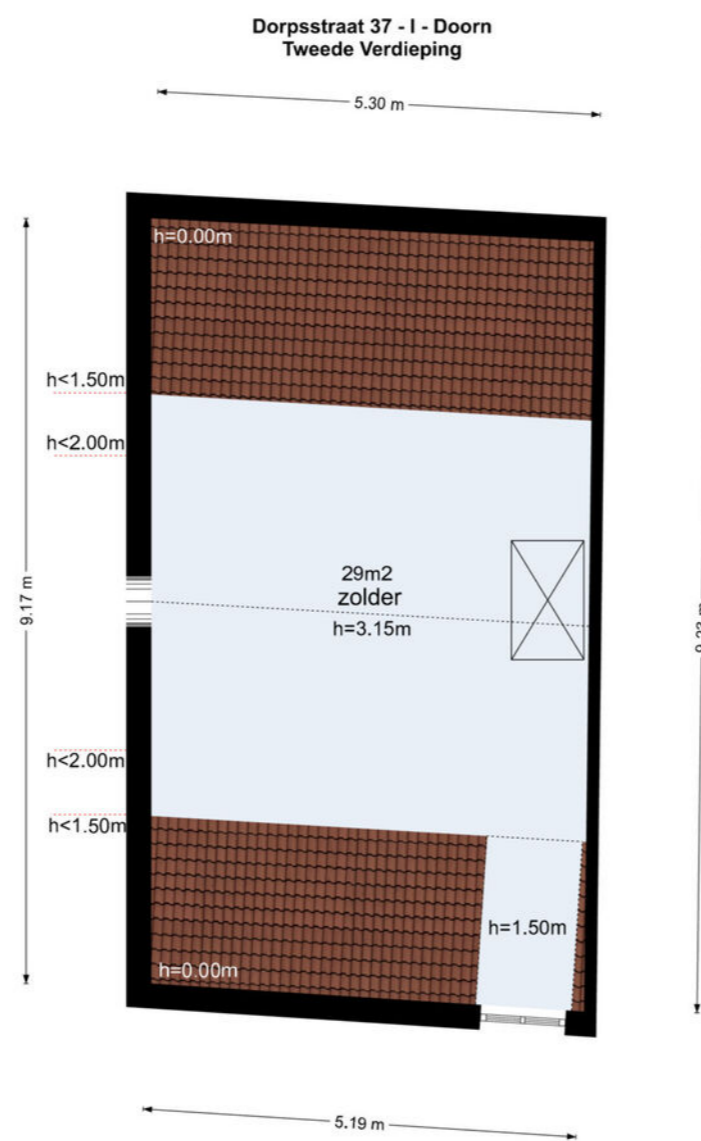 Dorpsstraat 37 - I - Doorn
Tweede Verdieping
5.30 m
h=0.00m
h<1.50m
h<2.00m
29m2
zolder
h=3.15m
9.17 m
h<2.00m
h<1.50m
h=1.50m
h=0.00m
5.19 m